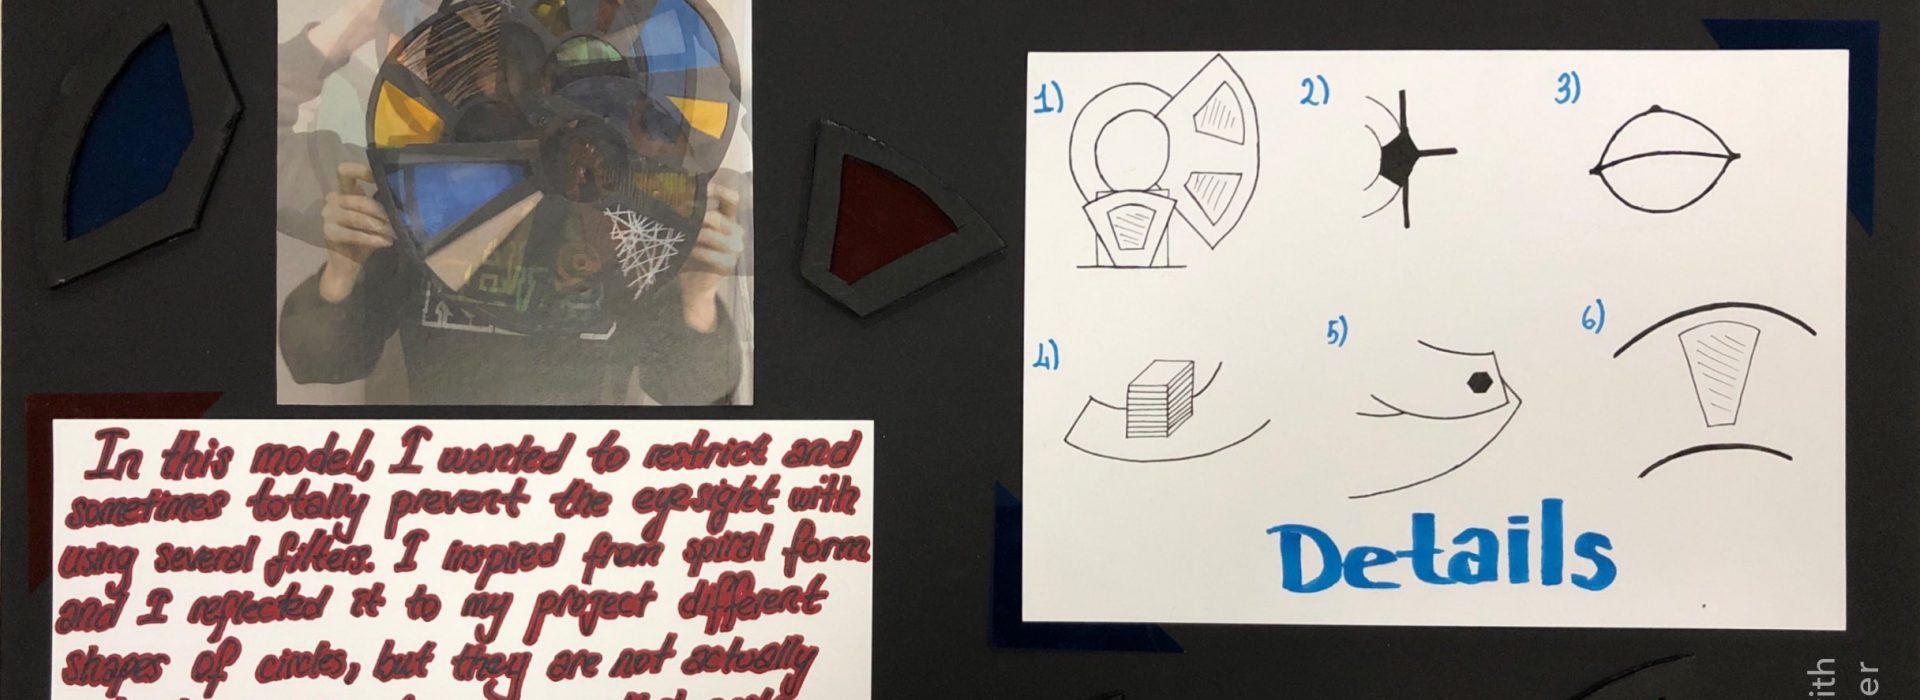 1)
2)
3)
4)
5)
6)
Details
In this model, I wanted to restrict and
sometimes totally prevent the eyesight with
using several filters. I inspired from spiral form
and I reflected it to my project different
shapes of circles, but they are not actually
ith
er